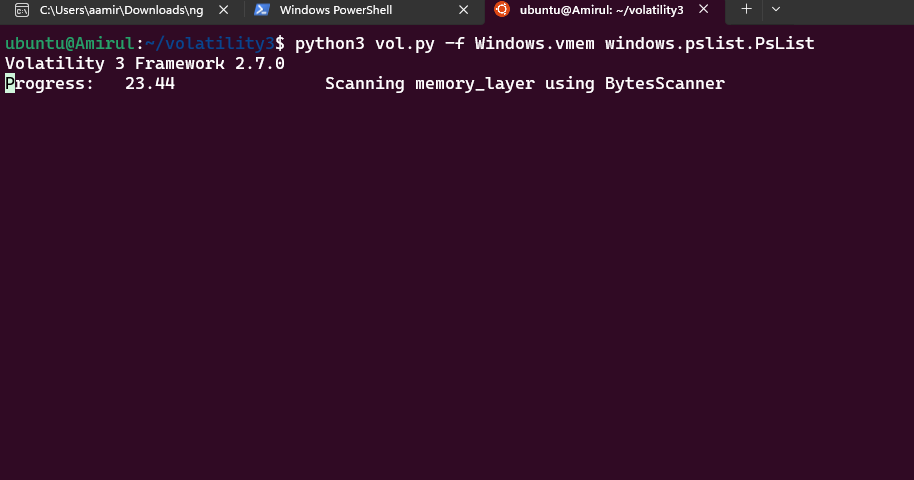 C:\Users\aamir\Downloads\ng
Windows PowerShell
ubuntu@Amirul: ~/volatility3
ubuntu@Amirul:~/volatility3$ python3 vol.py -f Windows.vmem windows.pslist.PsList
Volatility 3 Framework 2.7.0
Progress:   23.44               Scanning memory_layer using BytesScanner